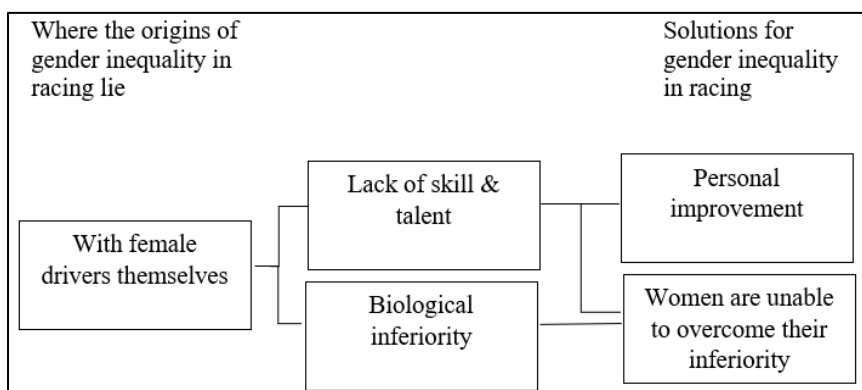 Where the origins of
gender inequality in
racing lie
Solutions for
gender inequality
in racing
With female
drivers themselves
Lack of skill &
talent
Biological
inferiority
Personal
improvement
Women are unable
to overcome their
inferiority